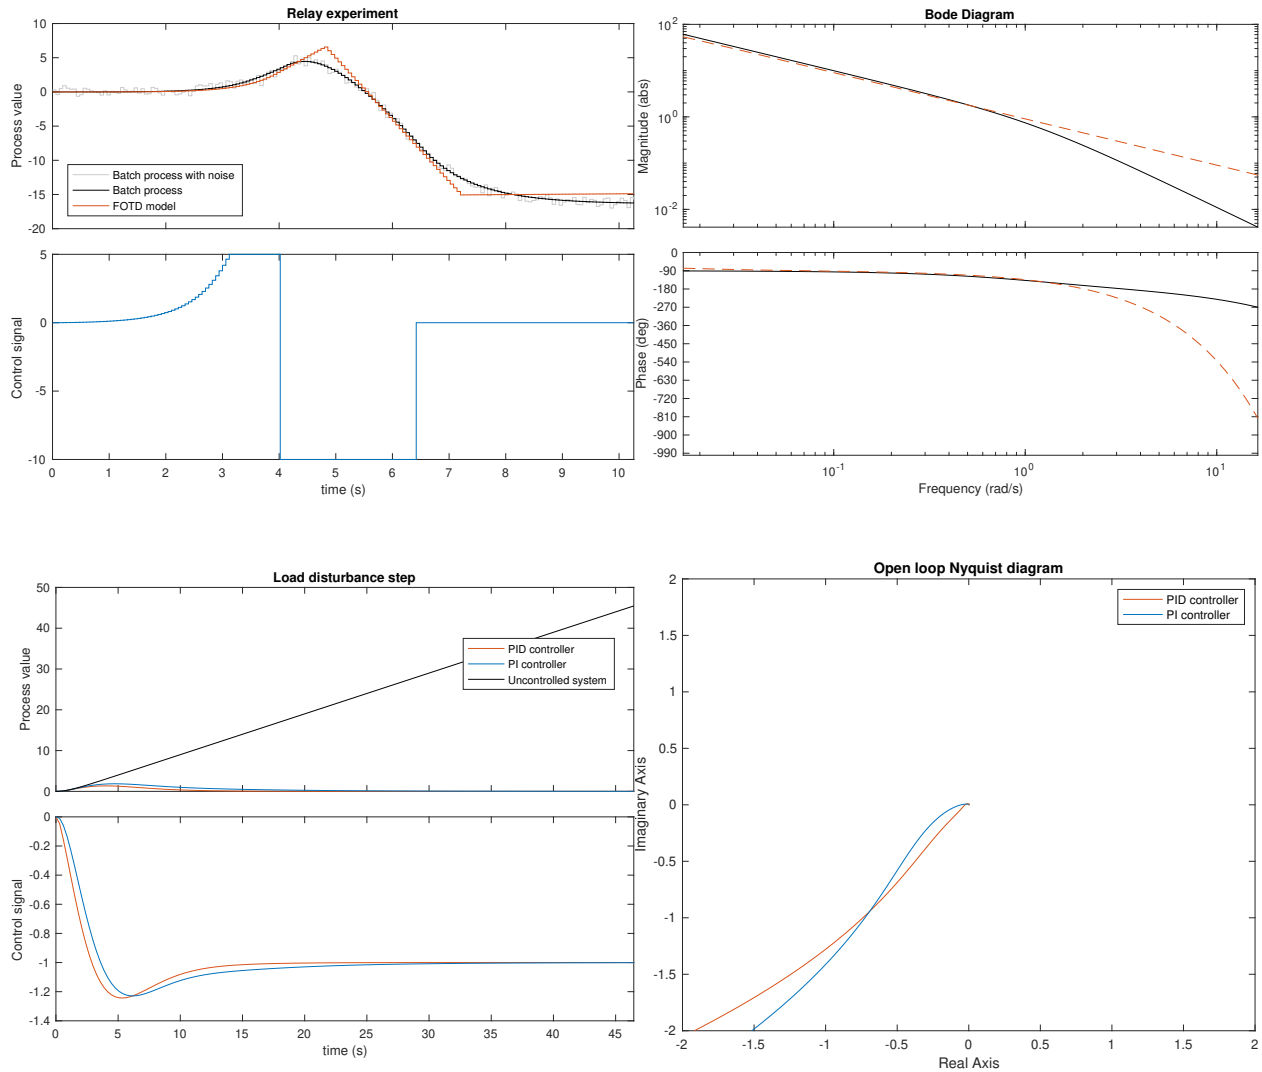 Relay experiment
10
5
0
-5
-10
-15
-20
Process value
Batch process with noise
Batch process
FOTD model
5
0
-5
-10
Control signal
0 1 2 3 4 5 6 7 8 9 10
time (s)
Bode Diagram
10^2
10^0
10^-2
Magnitude (abs)
0
-90
-180
-270
-360
-450
-540
-630
-720
-810
-900
-990
Phase (deg)
10^-1 10^0 10^1
Frequency (rad/s)
Load disturbance step
50
40
30
20
10
0
Process value
PID controller
PI controller
Uncontrolled system
0
-0.2
-0.4
-0.6
-0.8
-1
-1.2
-1.4
Control signal
0 5 10 15 20 25 30 35 40 45
time (s)
Open loop Nyquist diagram
2
1.5
1
0.5
0
-0.5
-1
-1.5
-2
Imaginary Axis
PID controller
PI controller
-2 -1.5 -1 -0.5 0 0.5 1 1.5 2
Real Axis